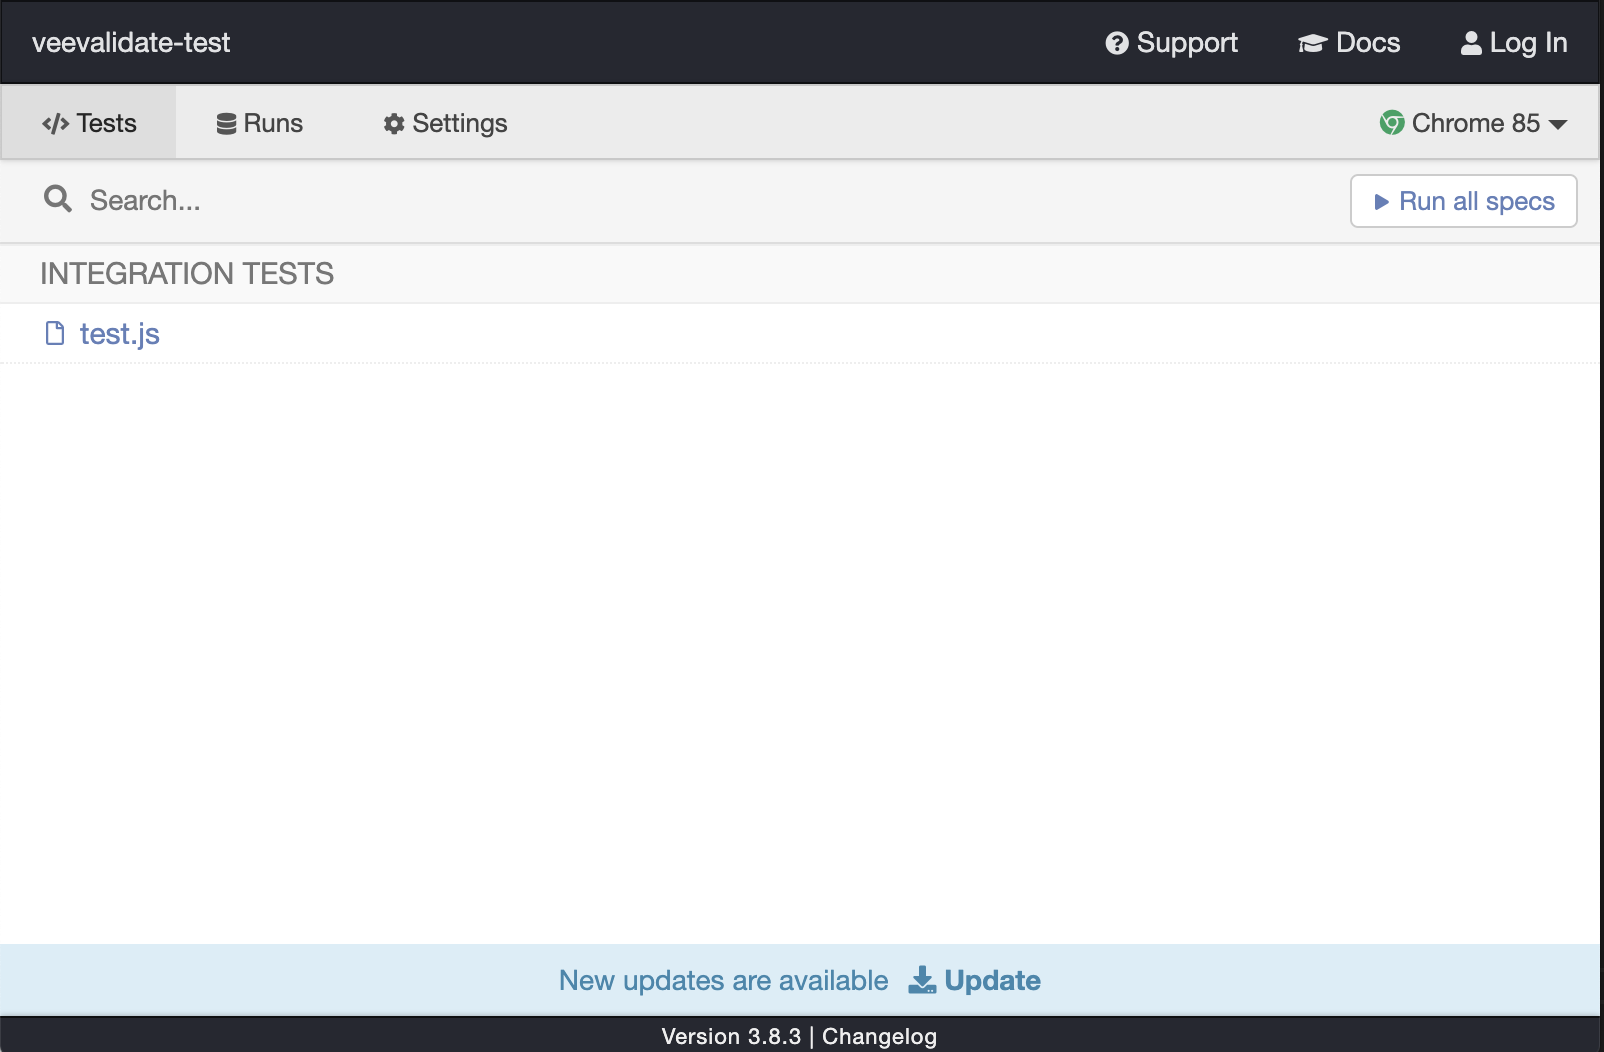 veevalidate-test Support Docs Log In
Tests Runs Settings Chrome 85
Search... Run all specs
INTEGRATION TESTS
test.js
New updates are available Update
Version 3.8.3 | Changelog